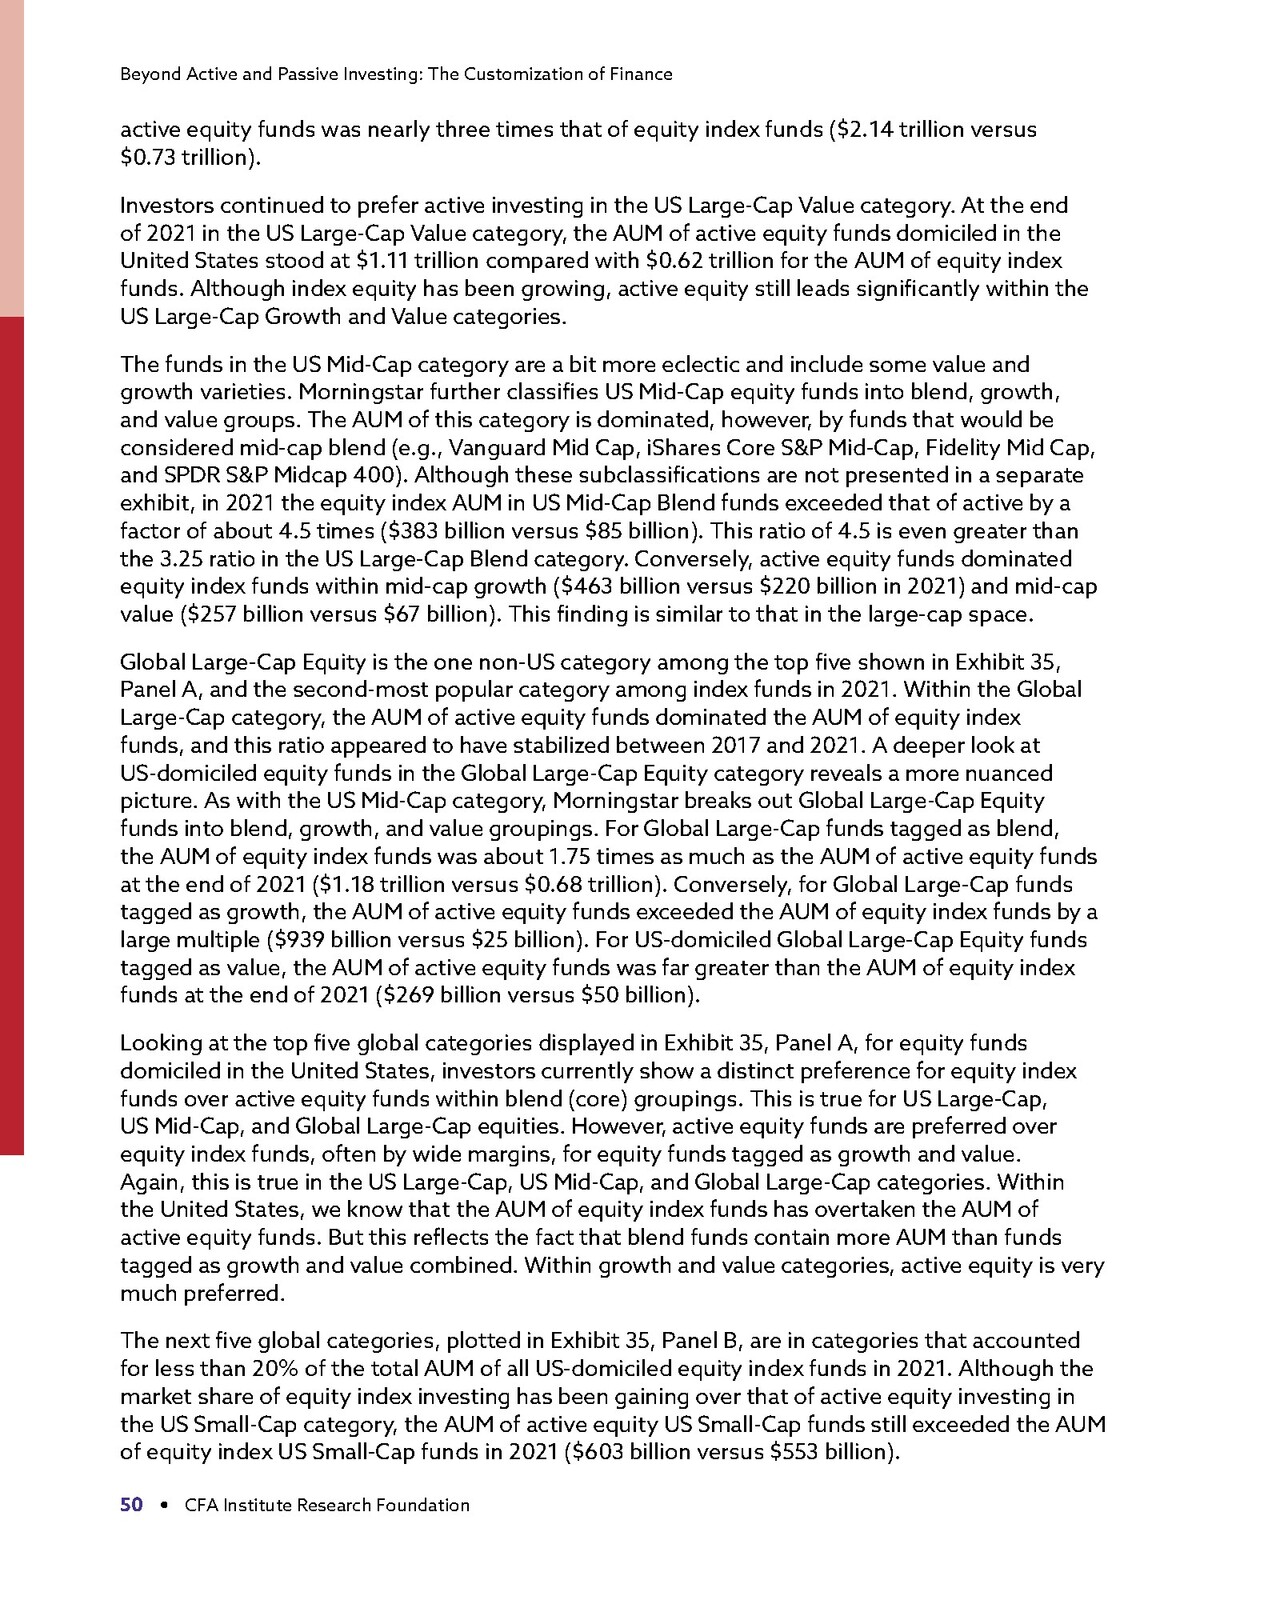 Beyond Active and Passive Investing: The Customization of Finance
active equity funds was nearly three times that of equity index funds ($2.14 trillion versus
$0.73 trillion).
Investors continued to prefer active investing in the US Large-Cap Value category. At the end
of 2021 in the US Large-Cap Value category, the AUM of active equity funds domiciled in the
United States stood at $1.11 trillion compared with $0.62 trillion for the AUM of equity index
funds. Although index equity has been growing, active equity still leads significantly within the
US Large-Cap Growth and Value categories.
The funds in the US Mid-Cap category are a bit more eclectic and include some value and
growth varieties. Morningstar further classifies US Mid-Cap equity funds into blend, growth,
and value groups. The AUM of this category is dominated, however, by funds that would be
considered mid-cap blend (e.g., Vanguard Mid Cap, iShares Core S&P Mid-Cap, Fidelity Mid Cap,
and SPDR S&P Midcap 400). Although these subclassifications are not presented in a separate
exhibit, in 2021 the equity index AUM in US Mid-Cap Blend funds exceeded that of active by a
factor of about 4.5 times ($383 billion versus $85 billion). This ratio of 4.5 is even greater than
the 3.25 ratio in the US Large-Cap Blend category. Conversely, active equity funds dominated
equity index funds within mid-cap growth ($463 billion versus $220 billion in 2021) and mid-cap
value ($257 billion versus $67 billion). This finding is similar to that in the large-cap space.
Global Large-Cap Equity is the one non-US category among the top five shown in Exhibit 35,
Panel A, and the second-most popular category among index funds in 2021. Within the Global
Large-Cap category, the AUM of active equity funds dominated the AUM of equity index
funds, and this ratio appeared to have stabilized between 2017 and 2021. A deeper look at
US-domiciled equity funds in the Global Large-Cap Equity category reveals a more nuanced
picture. As with the US Mid-Cap category, Morningstar breaks out Global Large-Cap Equity
funds into blend, growth, and value groupings. For Global Large-Cap funds tagged as blend,
the AUM of equity index funds was about 1.75 times as much as the AUM of active equity funds
at the end of 2021 ($1.18 trillion versus $0.68 trillion). Conversely, for Global Large-Cap funds
tagged as growth, the AUM of active equity funds exceeded the AUM of equity index funds by a
large multiple ($939 billion versus $25 billion). For US-domiciled Global Large-Cap Equity funds
tagged as value, the AUM of active equity funds was far greater than the AUM of equity index
funds at the end of 2021 ($269 billion versus $50 billion).
Looking at the top five global categories displayed in Exhibit 35, Panel A, for equity funds
domiciled in the United States, investors currently show a distinct preference for equity index
funds over active equity funds within blend (core) groupings. This is true for US Large-Cap,
US Mid-Cap, and Global Large-Cap equities. However, active equity funds are preferred over
equity index funds, often by wide margins, for equity funds tagged as growth and value.
Again, this is true in the US Large-Cap, US Mid-Cap, and Global Large-Cap categories. Within
the United States, we know that the AUM of equity index funds has overtaken the AUM of
active equity funds. But this reflects the fact that blend funds contain more AUM than funds
tagged as growth and value combined. Within growth and value categories, active equity is very
much preferred.
The next five global categories, plotted in Exhibit 35, Panel B, are in categories that accounted
for less than 20% of the total AUM of all US-domiciled equity index funds in 2021. Although the
market share of equity index investing has been gaining over that of active equity investing in
the US Small-Cap category, the AUM of active equity US Small-Cap funds still exceeded the AUM
of equity index US Small-Cap funds in 2021 ($603 billion versus $553 billion).
50 • CFA Institute Research Foundation